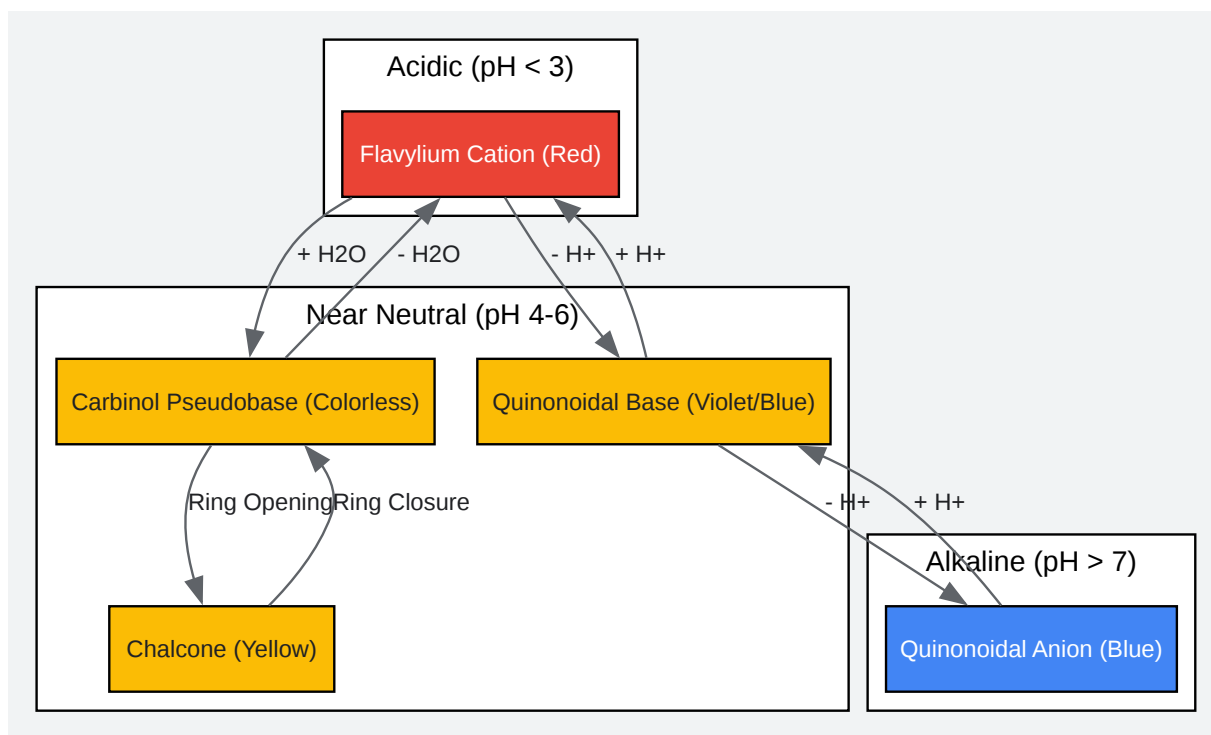 Acidic (pH < 3)
Flavylium Cation (Red)
+ H2O
- H2O
- H+
+ H+
Near Neutral (pH 4-6)
Carbinol Pseudobase (Colorless)
Quinonoidal Base (Violet/Blue)
Ring Opening
Ring Closure
- H+
+ H+
Alkaline (pH > 7)
Chalcone (Yellow)
Quinonoidal Anion (Blue)